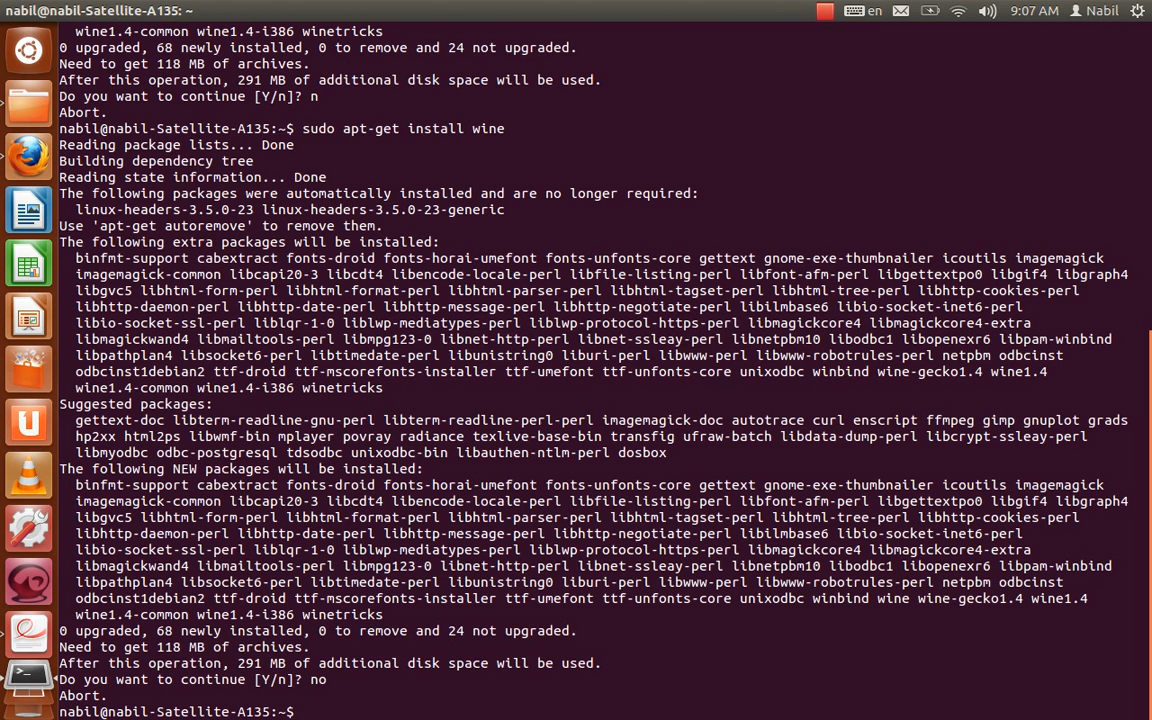 nabil@nabil-Satellite-A135: ~
en
9:07 AM
Nabil
wine1.4-common wine1.4-i386 winetricks
0 upgraded, 68 newly installed, 0 to remove and 24 not upgraded.
Need to get 118 MB of archives.
After this operation, 291 MB of additional disk space will be used.
Do you want to continue [Y/n]? n
Abort.
nabil@nabil-Satellite-A135:~$ sudo apt-get install wine
Reading package lists... Done
Building dependency tree
Reading state information... Done
The following packages were automatically installed and are no longer required:
linux-headers-3.5.0-23 linux-headers-3.5.0-23-generic
Use 'apt-get autoremove' to remove them.
The following extra packages will be installed:
binfmt-support cabextract fonts-droid fonts-horai-umefont fonts-unfonts-core gettext gnome-exe-thumbnailer icoutils imagemagick
imagemagick-common libcapi20-3 libcdt4 libencode-locale-perl libfile-listing-perl libfont-afm-perl libgettextpo0 libgif4 libgraph4
libgvc5 libhtml-form-perl libhtml-format-perl libhtml-parser-perl libhtml-tagset-perl libhtml-tree-perl libhttp-cookies-perl
libhttp-daemon-perl libhttp-date-perl libhttp-message-perl libhttp-negotiate-perl libilmbase6 libio-socket-inet6-perl
libio-socket-ssl-perl liblqr-1-0 liblwp-mediatypes-perl liblwp-protocol-https-perl libmagickcore4 libmagickcore4-extra
libmagickwand4 libmailtools-perl libmpg123-0 libnet-http-perl libnet-ssleay-perl libnetpbm10 libodbc1 libopenexr6 libpam-winbind
libpathplan4 libsocket6-perl libtimedate-perl libunistring0 liburi-perl libwww-perl libwww-robotrules-perl netpbm odbcinst
odbcinst1debian2 ttf-droid ttf-mscorefonts-installer ttf-umefont ttf-unfonts-core unixodbc winbind wine-gecko1.4 wine1.4
wine1.4-common wine1.4-i386 winetricks
Suggested packages:
gettext-doc libterm-readline-gnu-perl libterm-readline-perl-perl imagemagick-doc autotrace curl enscript ffmpeg gimp gnuplot grads
hp2xx html2ps libwmf-bin mplayer povray radiance texlive-base-bin transfig ufraw-batch libdata-dump-perl libcrypt-ssleay-perl
libmyodbc odbc-postgresql tdsodbc unixodbc-bin libauthen-ntlm-perl dosbox
The following NEW packages will be installed:
binfmt-support cabextract fonts-droid fonts-horai-umefont fonts-unfonts-core gettext gnome-exe-thumbnailer icoutils imagemagick
imagemagick-common libcapi20-3 libcdt4 libencode-locale-perl libfile-listing-perl libfont-afm-perl libgettextpo0 libgif4 libgraph4
libgvc5 libhtml-form-perl libhtml-format-perl libhtml-parser-perl libhtml-tagset-perl libhtml-tree-perl libhttp-cookies-perl
libhttp-daemon-perl libhttp-date-perl libhttp-message-perl libhttp-negotiate-perl libilmbase6 libio-socket-inet6-perl
libio-socket-ssl-perl liblqr-1-0 liblwp-mediatypes-perl liblwp-protocol-https-perl libmagickcore4 libmagickcore4-extra
libmagickwand4 libmailtools-perl libmpg123-0 libnet-http-perl libnet-ssleay-perl libnetpbm10 libodbc1 libopenexr6 libpam-winbind
libpathplan4 libsocket6-perl libtimedate-perl libunistring0 liburi-perl libwww-perl libwww-robotrules-perl netpbm odbcinst
odbcinst1debian2 ttf-droid ttf-mscorefonts-installer ttf-umefont ttf-unfonts-core unixodbc winbind wine wine-gecko1.4 wine1.4
wine1.4-common wine1.4-i386 winetricks
0 upgraded, 68 newly installed, 0 to remove and 24 not upgraded.
Need to get 118 MB of archives.
After this operation, 291 MB of additional disk space will be used.
Do you want to continue [Y/n]? no
Abort.
nabil@nabil-Satellite-A135:~$